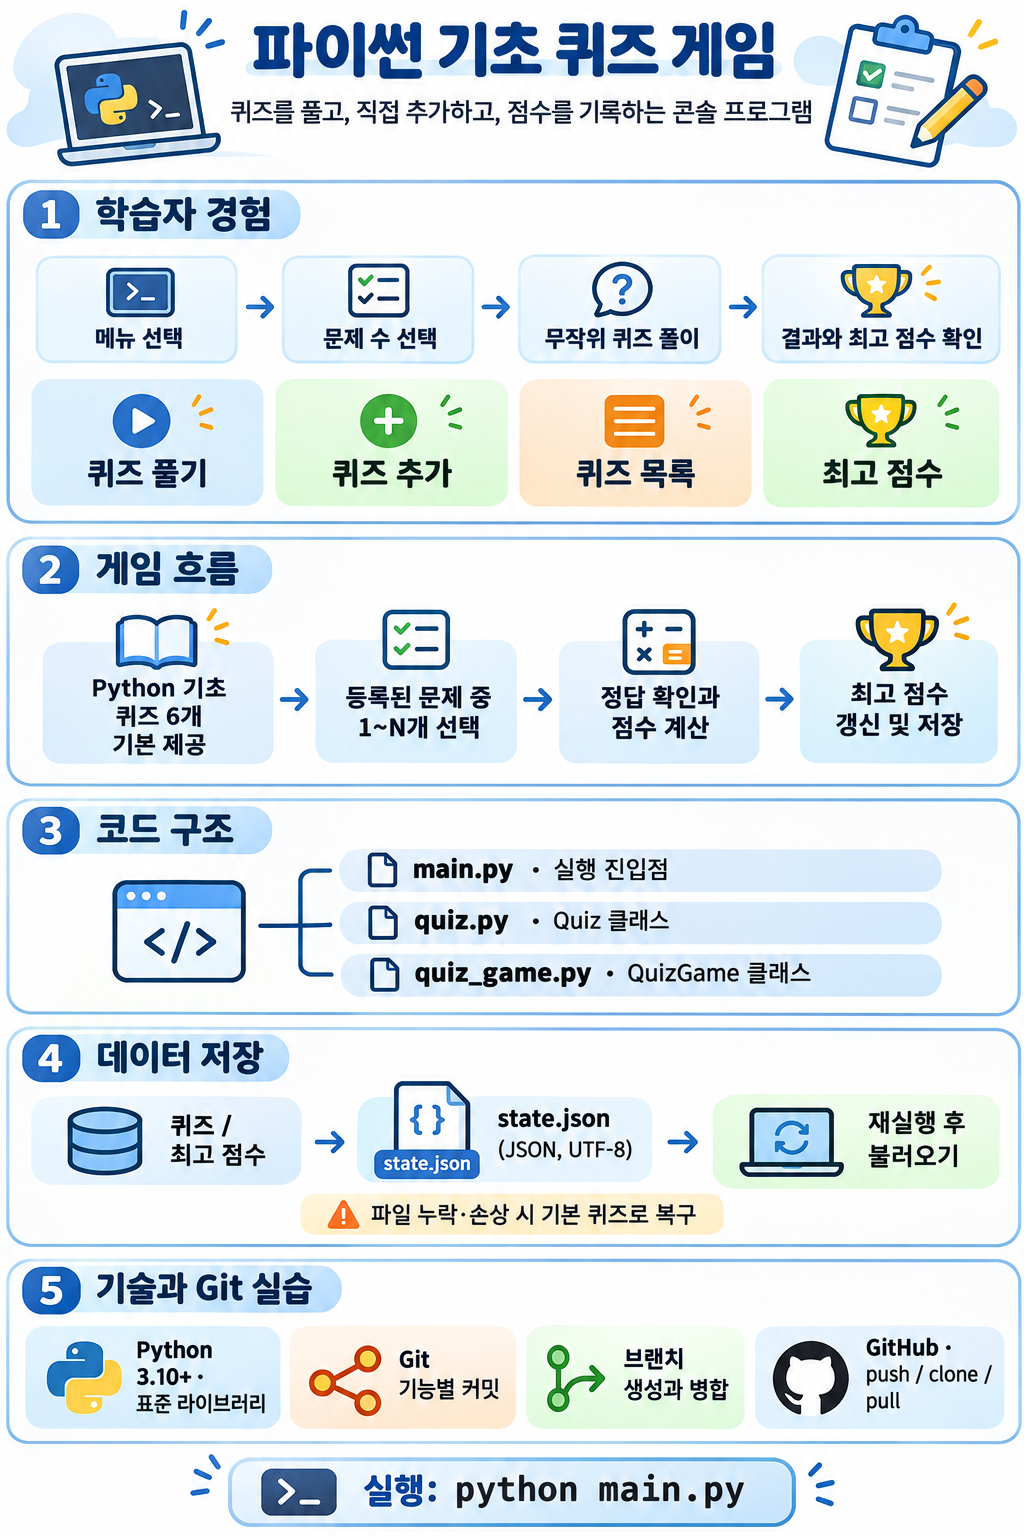 파이썬 기초 퀴즈 게임
퀴즈를 풀고, 직접 추가하고, 점수를 기록하는 콘솔 프로그램
1 학습자 경험
메뉴 선택
문제 수 선택
무작위 퀴즈 풀이
결과와 최고 점수 확인
퀴즈 풀기
퀴즈 추가
퀴즈 목록
최고 점수
2 게임 흐름
Python 기초
퀴즈 6개
기본 제공
등록된 문제 중
1~N개 선택
정답 확인과
점수 계산
최고 점수
갱신 및 저장
3 코드 구조
main.py • 실행 진입점
quiz.py • Quiz 클래스
quiz_game.py • QuizGame 클래스
4 데이터 저장
퀴즈 /
최고 점수
state.json
state.json
(JSON, UTF-8)
재실행 후
불러오기
파일 누락·손상 시 기본 퀴즈로 복구
5 기술과 Git 실습
Python
3.10+ ·
표준 라이브러리
Git
기능별 커밋
브랜치
생성과 병합
GitHub ·
push / clone /
pull
실행: python main.py